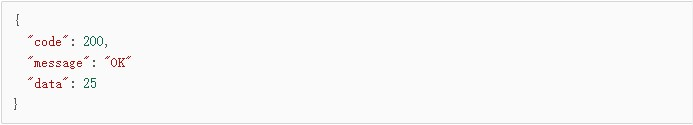 {
  "code": 200,
  "message": "OK"
  "data": 25
}